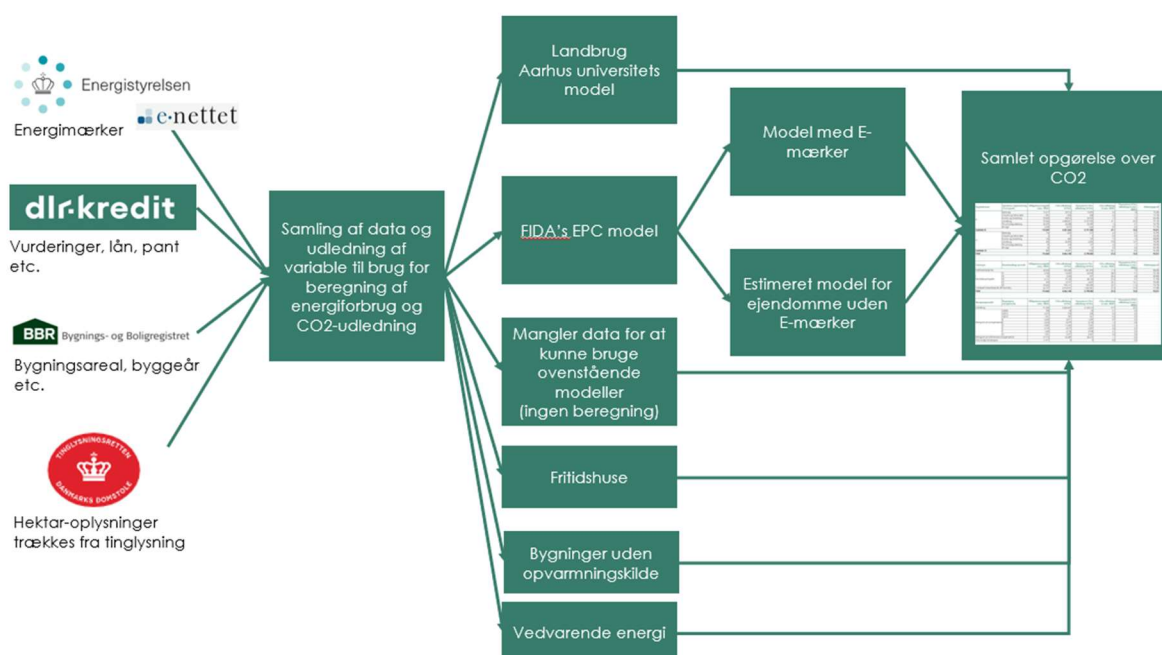 Energistyrelsen
e·nettet
Energimærker
dlr·kredit
Vurderinger, lån, pant
etc.
BBR
Bygnings- og Boligregistret
Bygningsareal, byggeår
etc.
TINGLYSNINGSRETTEN
DANMARKS DOMSTOLE
Hektar-oplysninger
trækkes fra tinglysning
Samling af data og
udledning af
variable til brug for
beregning af
energiforbrug og
CO2-udledning
Landbrug
Aarhus universitets
model
FIDA’s EPC model
Mangler data for at
kunne bruge
ovenstående
modeller
(ingen beregning)
Fritidshuse
Bygninger uden
opvarmningskilde
Vedvarende energi
Model med E-
mærker
Estimeret model for
ejendomme uden
E-mærker
Samlet opgørelse over
CO2